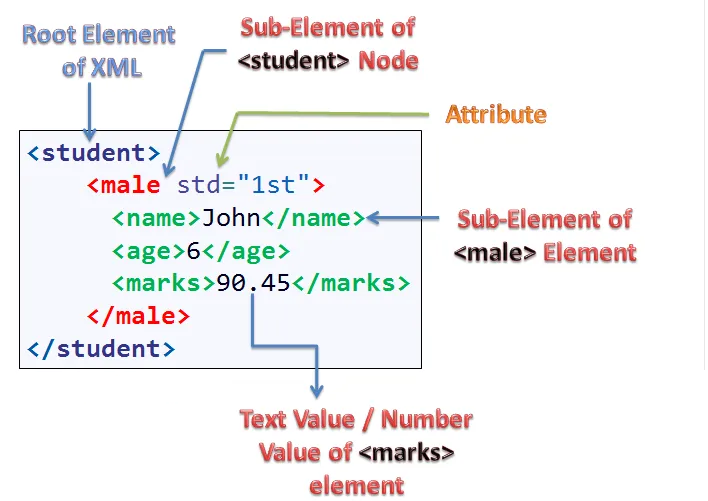 Root Element
of XML
Sub-Element of
<student> Node
Attribute
<student>
<male std="1st">
<name>John</name>
<age>6</age>
<marks>90.45</marks>
</male>
</student>
Sub-Element of
<male> Element
Text Value / Number
Value of <marks>
element